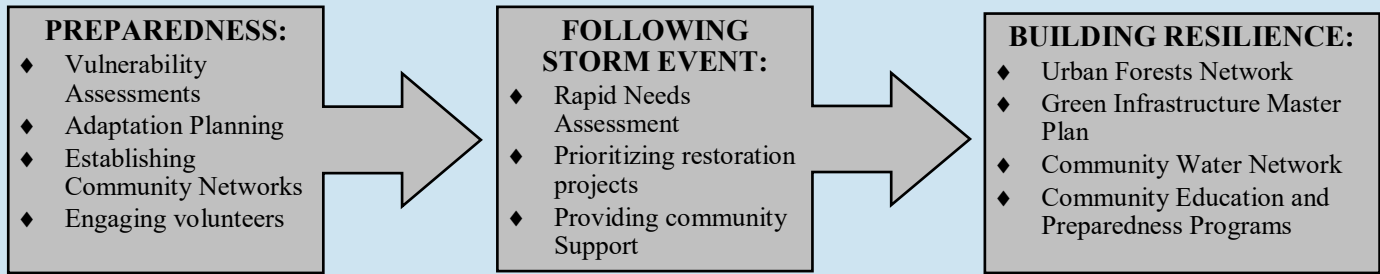 PREPAREDNESS:
♦ Vulnerability
Assessments
♦ Adaptation Planning
♦ Establishing
Community Networks
♦ Engaging volunteers
FOLLOWING
STORM EVENT:
♦ Rapid Needs
Assessment
♦ Prioritizing restoration
projects
♦ Providing community
Support
BUILDING RESILIENCE:
♦ Urban Forests Network
♦ Green Infrastructure Master
Plan
♦ Community Water Network
♦ Community Education and
Preparedness Programs